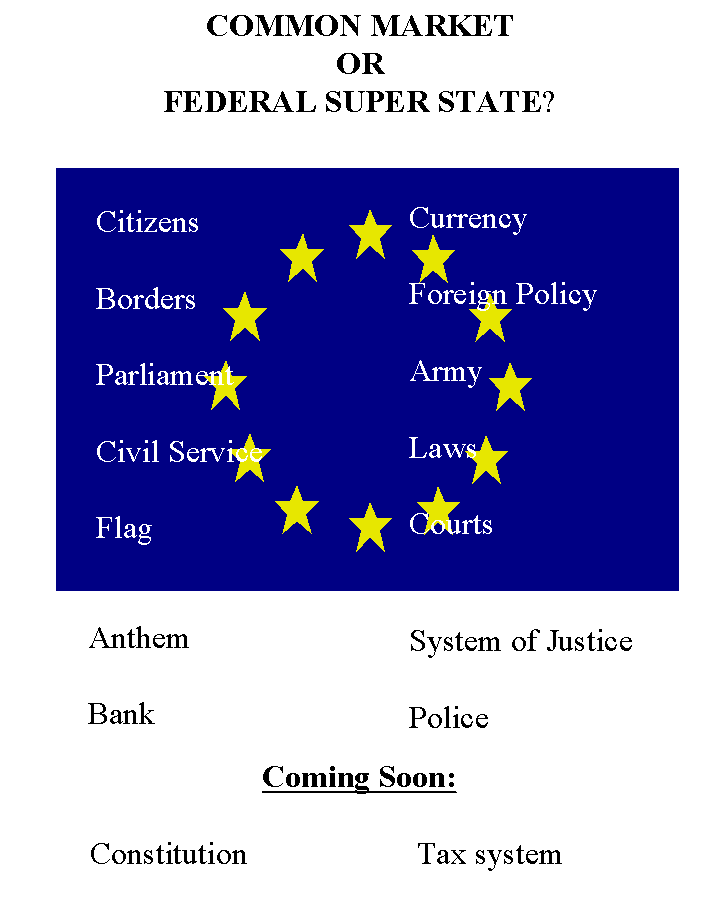 COMMON MARKET
OR
FEDERAL SUPER STATE?
Citizens
Currency
Borders
Foreign Policy
Parliament
Army
Civil Service
Laws
Flag
Courts
Anthem
System of Justice
Bank
Police
Coming Soon:
Constitution
Tax system